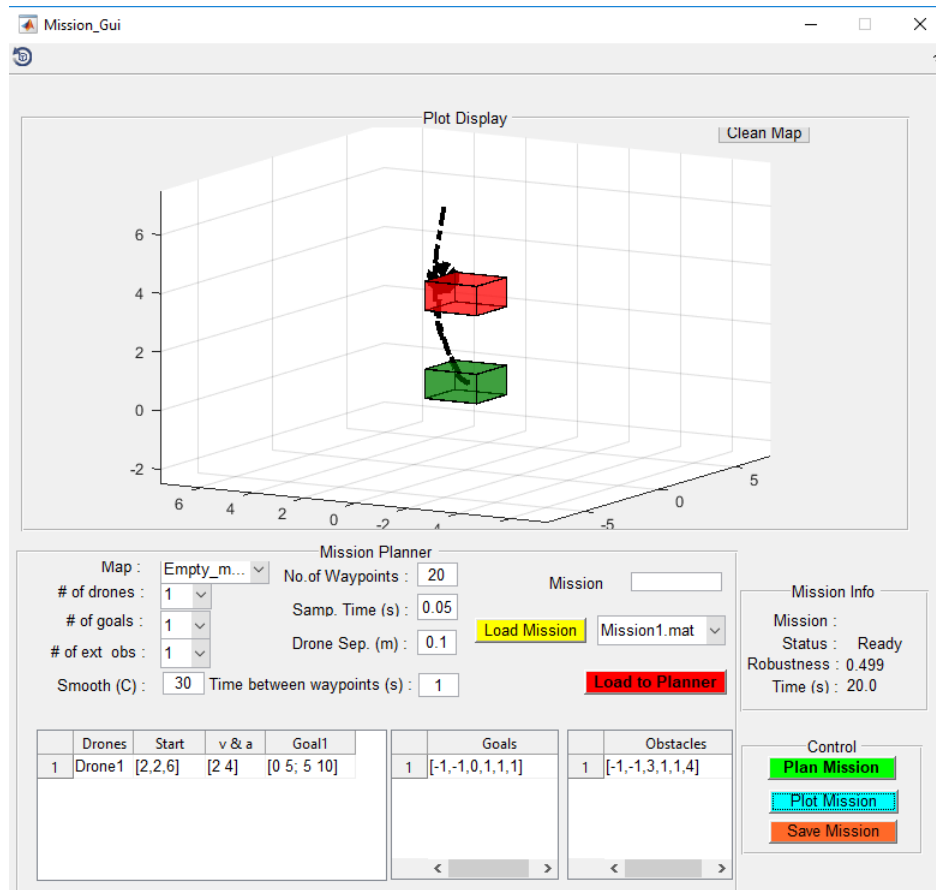 Mission_Gui
Plot Display
Clean Map
6
4
2
0
-2
6
4
2
0
-2
-4
-5
0
5
Mission Planner
Map :
Empty_m...
No.of Waypoints :
20
Mission
# of drones :
1
Samp. Time (s) :
0.05
# of goals :
1
Load Mission
Mission1.mat
Drone Sep. (m) :
0.1
# of ext obs :
1
Smooth (C) :
30
Time between waypoints (s) :
1
Load to Planner
Mission Info
Mission :
Status : Ready
Robustness : 0.499
Time (s) : 20.0
Drones Start v & a Goal1
1 Drone1 [2,2,6] [2 4] [0 5; 5 10]
Goals
1 [-1,-1,0,1,1,1]
Obstacles
1 [-1,-1,3,1,1,4]
Control
Plan Mission
Plot Mission
Save Mission